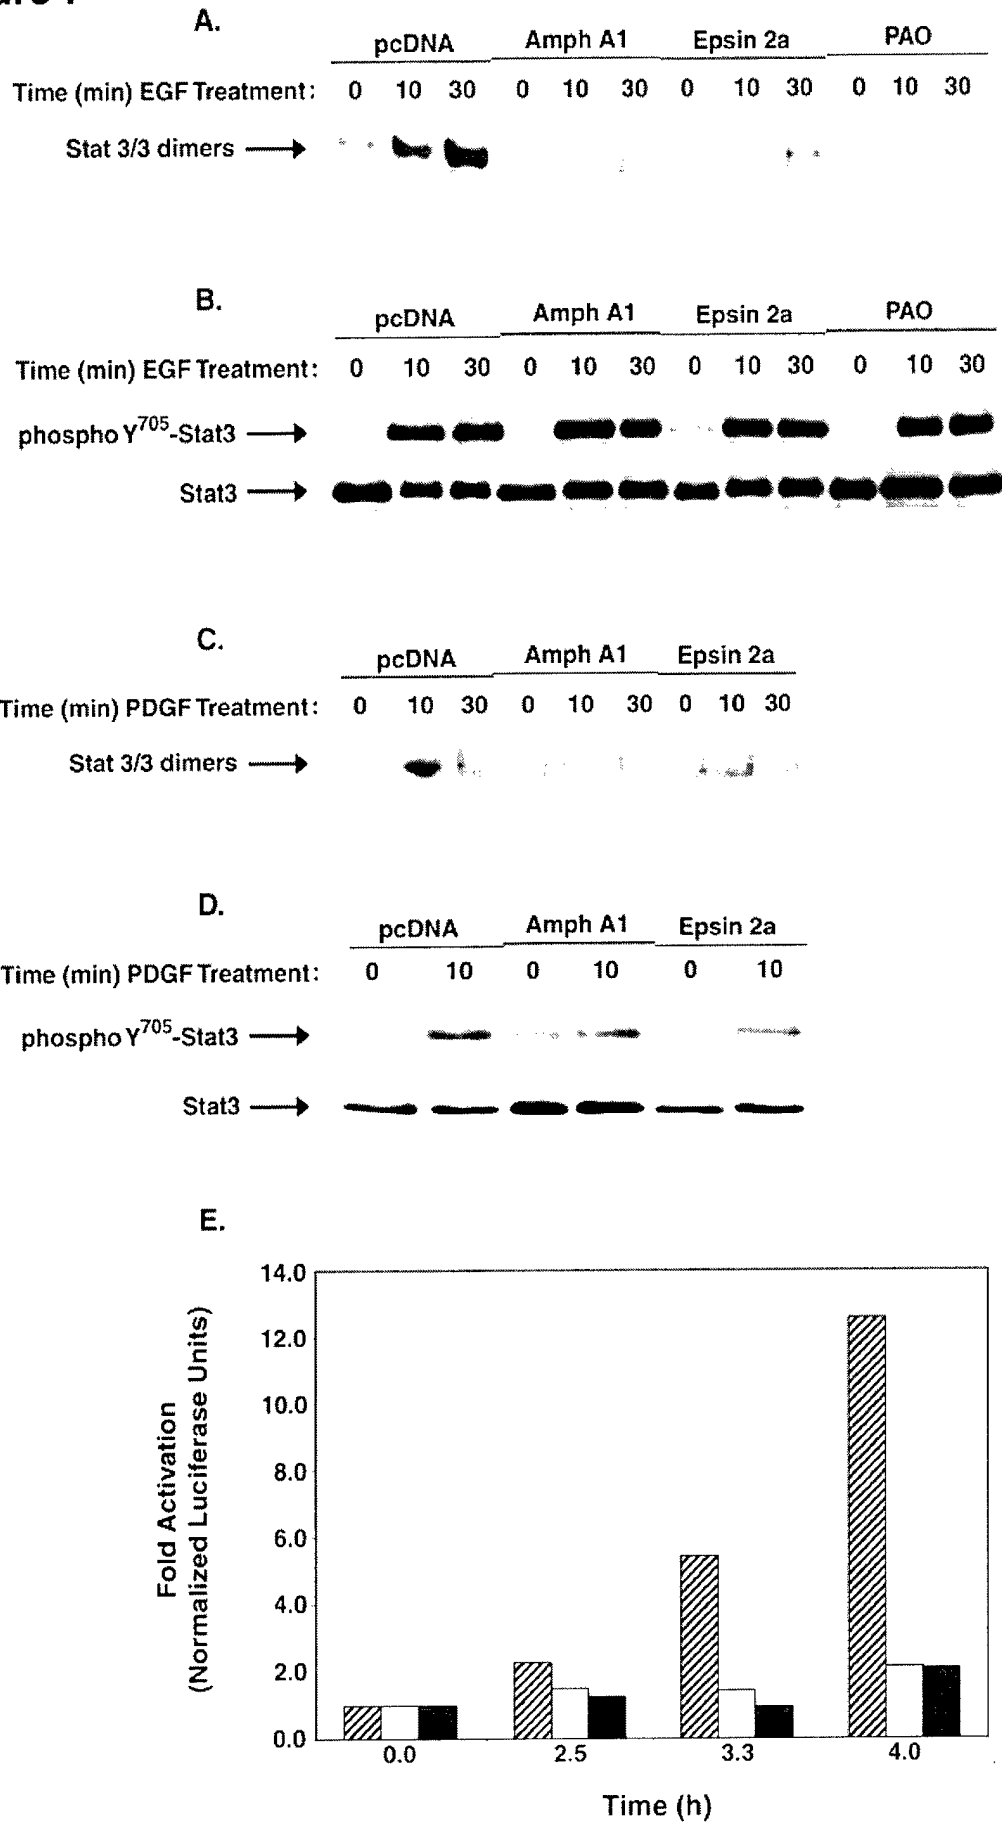 A.
pcDNA Amph A1 Epsin 2a PAO
Time (min) EGF Treatment: 0 10 30 0 10 30 0 10 30 0 10 30
Stat 3/3 dimers
B.
pcDNA Amph A1 Epsin 2a PAO
Time (min) EGF Treatment: 0 10 30 0 10 30 0 10 30 0 10 30
phospho Y705-Stat3
Stat3
C.
pcDNA Amph A1 Epsin 2a
Time (min) PDGF Treatment: 0 10 30 0 10 30 0 10 30
Stat 3/3 dimers
D.
pcDNA Amph A1 Epsin 2a
Time (min) PDGF Treatment: 0 10 0 10 0 10
phospho Y705-Stat3
Stat3
E.
Fold Activation
(Normalized Luciferase Units)
14.0
12.0
10.0
8.0
6.0
4.0
2.0
0.0
0.0 2.5 3.3 4.0
Time (h)